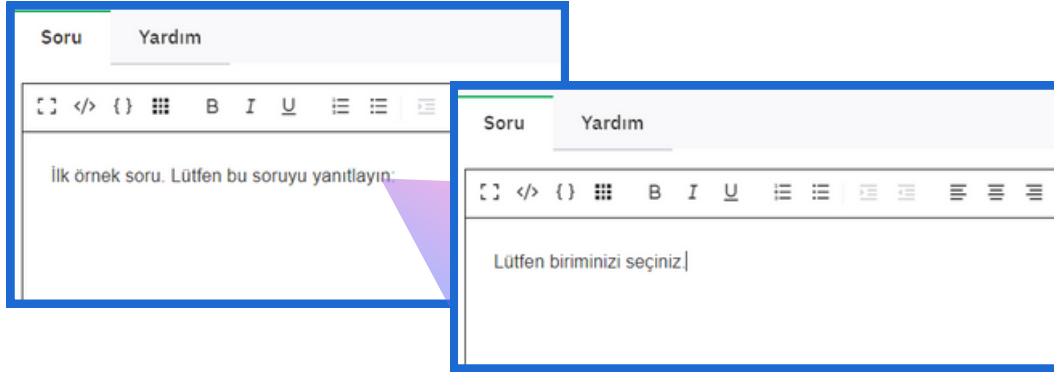 Soru Yardım
</> {} B I U
İlk örnek soru. Lütfen bu soruyu yanıtlayın:
Soru Yardım
</> {} B I U
Lütfen biriminizi seçiniz.